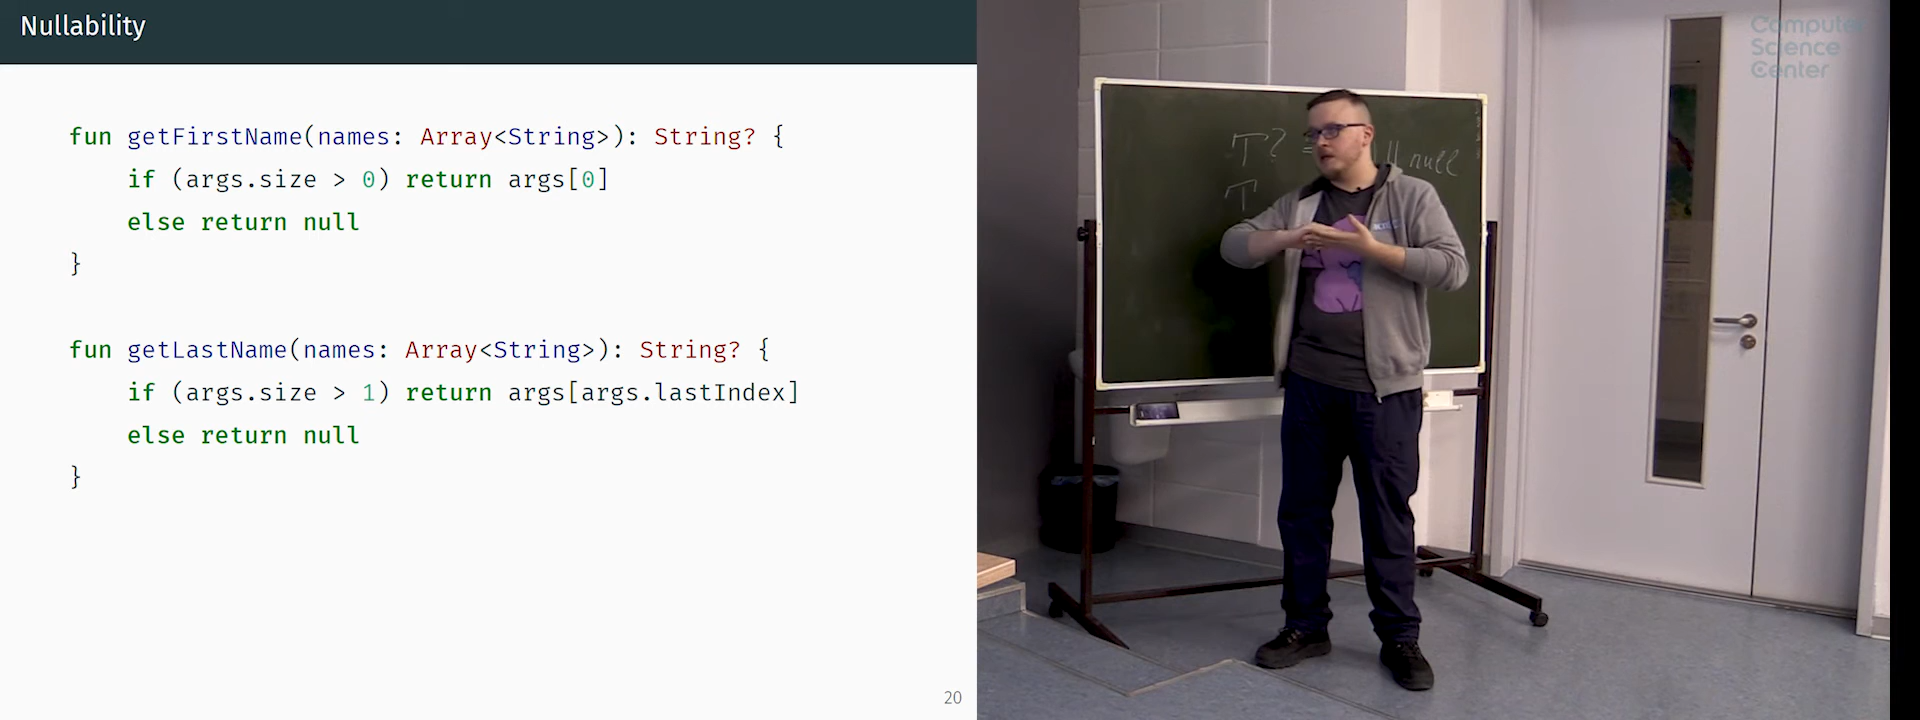 Nullability
fun getFirstName(names: Array<String>): String? {
if (args.size > 0) return args[0]
else return null
}
fun getLastName(names: Array<String>): String? {
if (args.size > 1) return args[args.lastIndex]
else return null
}
20
Computer
Science
Center
T? = || null
T